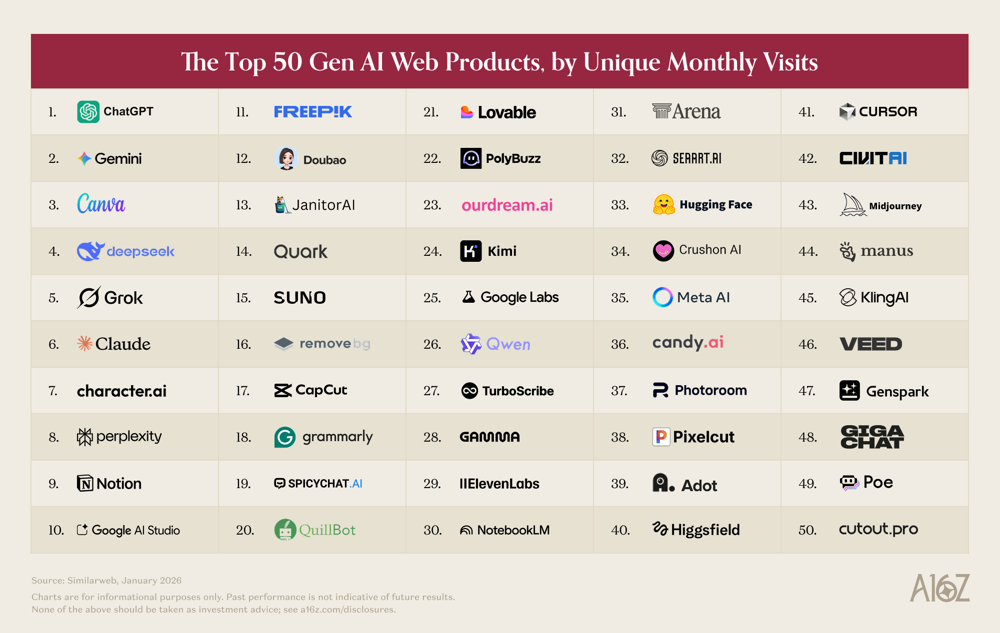 The Top 50 Gen AI Web Products, by Unique Monthly Visits
1. ChatGPT
2. Gemini
3. Canva
4. deepseek
5. Grok
6. Claude
7. character.ai
8. perplexity
9. Notion
10. Google AI Studio
11. FREEP!K
12. Doubao
13. JanitorAI
14. Quark
15. SUNO
16. removebg
17. CapCut
18. grammarly
19. SPICYCHAT.AI
20. QuillBot
21. Lovable
22. PolyBuzz
23. ourdream.ai
24. Kimi
25. Google Labs
26. Qwen
27. TurboScribe
28. GAMMA
29. IIElevenLabs
30. NotebookLM
31. Arena
32. SEAART.AI
33. Hugging Face
34. Crushon AI
35. Meta AI
36. candy.ai
37. Photoroom
38. Pixelcut
39. Adot
40. Higgsfield
41. CURSOR
42. CIVITAI
43. Midjourney
44. manus
45. KlingAI
46. VEED
47. Genspark
48. GIGA
CHAT
49. Poe
50. cutout.pro
Source: Similarweb, January 2026
Charts are for informational purposes only. Past performance is not indicative of future results.
None of the above should be taken as investment advice; see a16z.com/disclosures.
A16Z